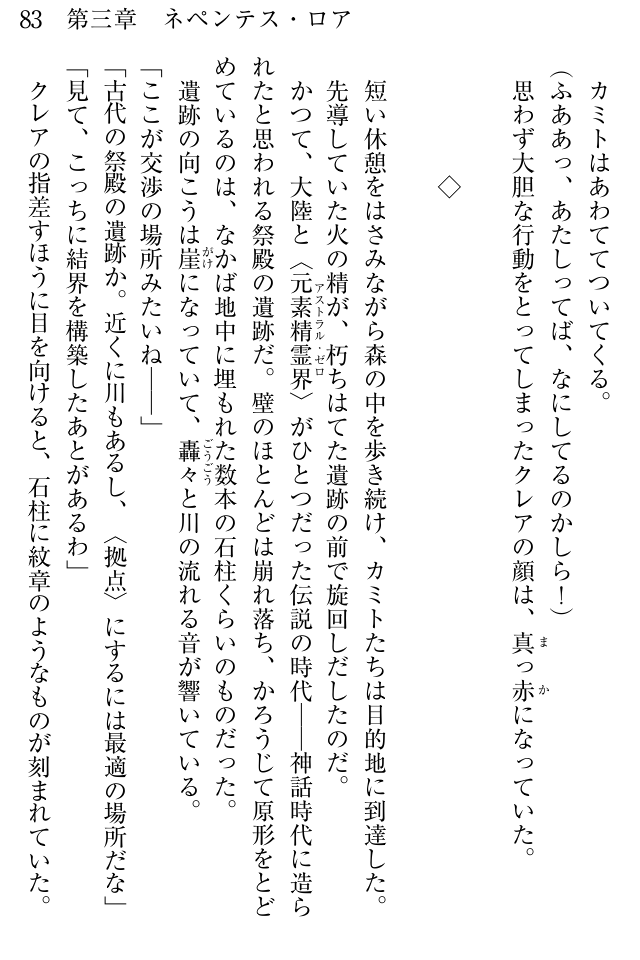 83　第三章　ネペンテス・ロア
　カミトはあわててついてくる。
（ふああっ、あたしってば、なにしてるのかしら！）
　思わず大胆な行動をとってしまったクレアの顔は、真っ赤になっていた。
◇
　短い休憩をはさみながら森の中を歩き続け、カミトたちは目的地に到達した。
　先導していた火の精が、朽ちはてた遺跡の前で旋回しだしたのだ。
　かつて、大陸と〈元素精霊界〉がひとつだった伝説の時代――神話時代に造ら
れたと思われる祭殿の遺跡だ。壁のほとんどは崩れ落ち、かろうじて原形をとど
めているのは、なかば地中に埋もれた数本の石柱くらいのものだった。
　遺跡の向こうは崖になっていて、轟々と川の流れる音が響いている。
「ここが交渉の場所みたいね――」
「古代の祭殿の遺跡か。近くに川もあるし、〈拠点〉にするには最適の場所だな」
「見て、こっちに結界を構築したあとがあるわ」
　クレアの指差すほうに目を向けると、石柱に紋章のようなものが刻まれていた。